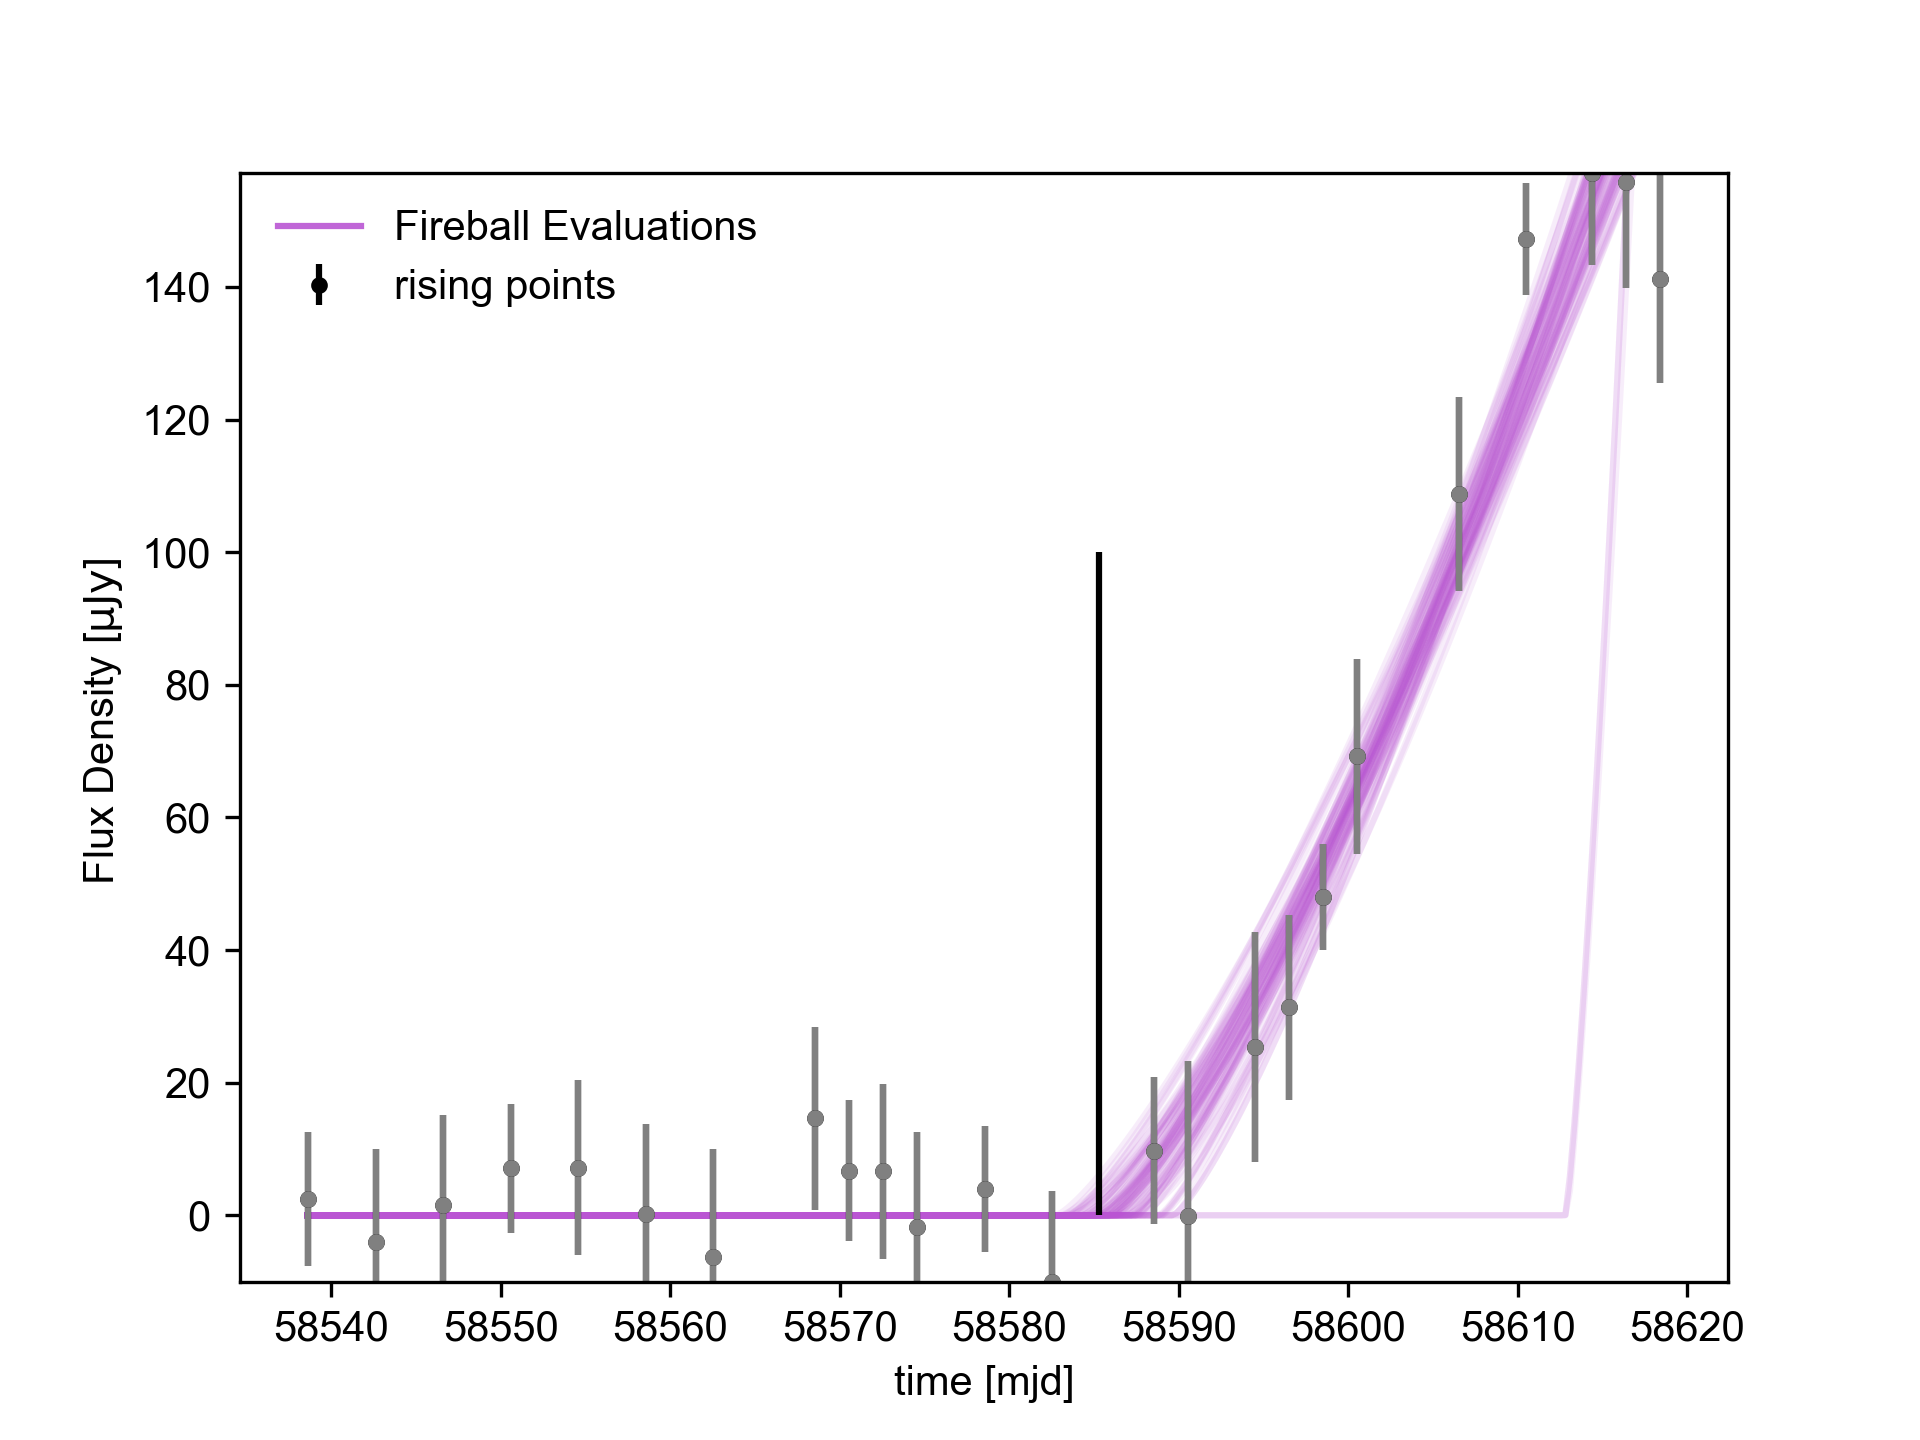 Fireball Evaluations
rising points
140
120
100
80
60
40
20
0
Flux Density [µJy]
58540 58550 58560 58570 58580 58590 58600 58610 58620
time [mjd]